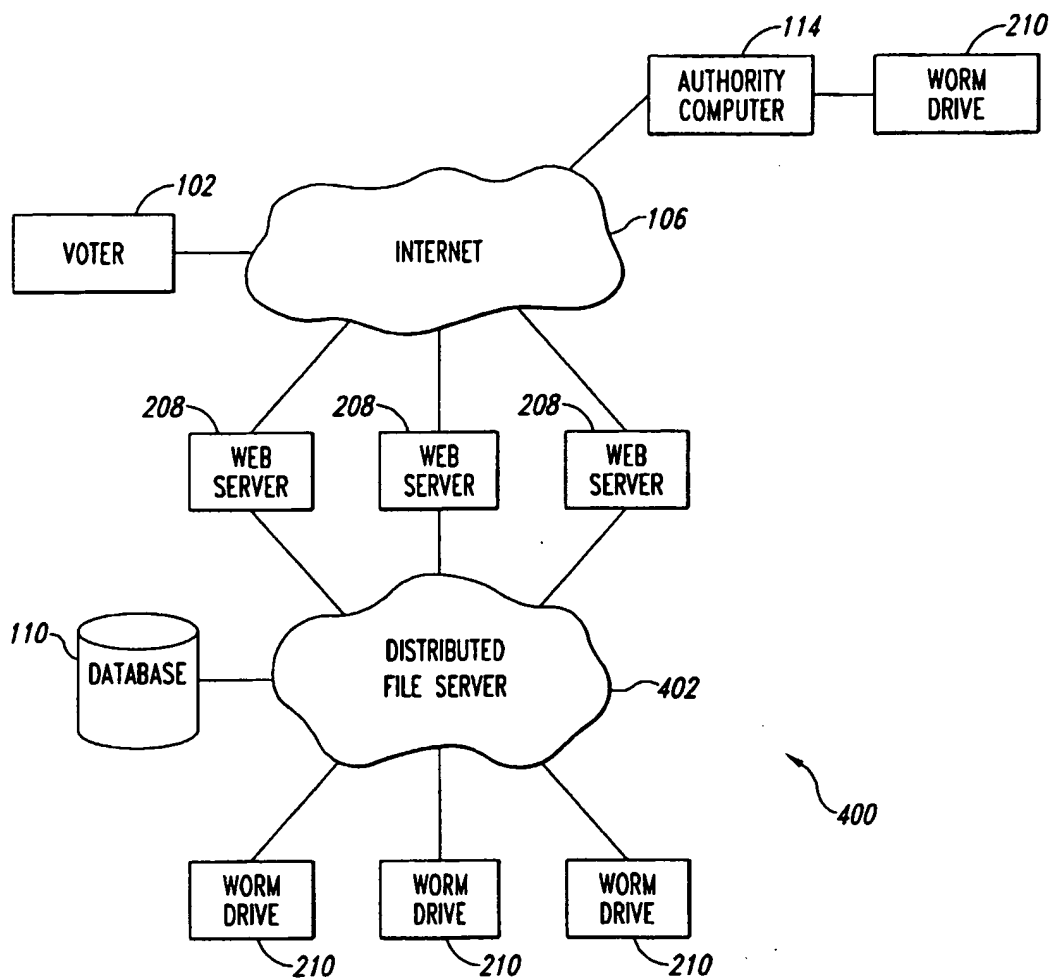 114
210
AUTHORITY
COMPUTER
WORM
DRIVE
102
VOTER
106
INTERNET
208
208
208
WEB
SERVER
WEB
SERVER
WEB
SERVER
110
DATABASE
DISTRIBUTED
FILE SERVER
402
400
WORM
DRIVE
WORM
DRIVE
WORM
DRIVE
210
210
210